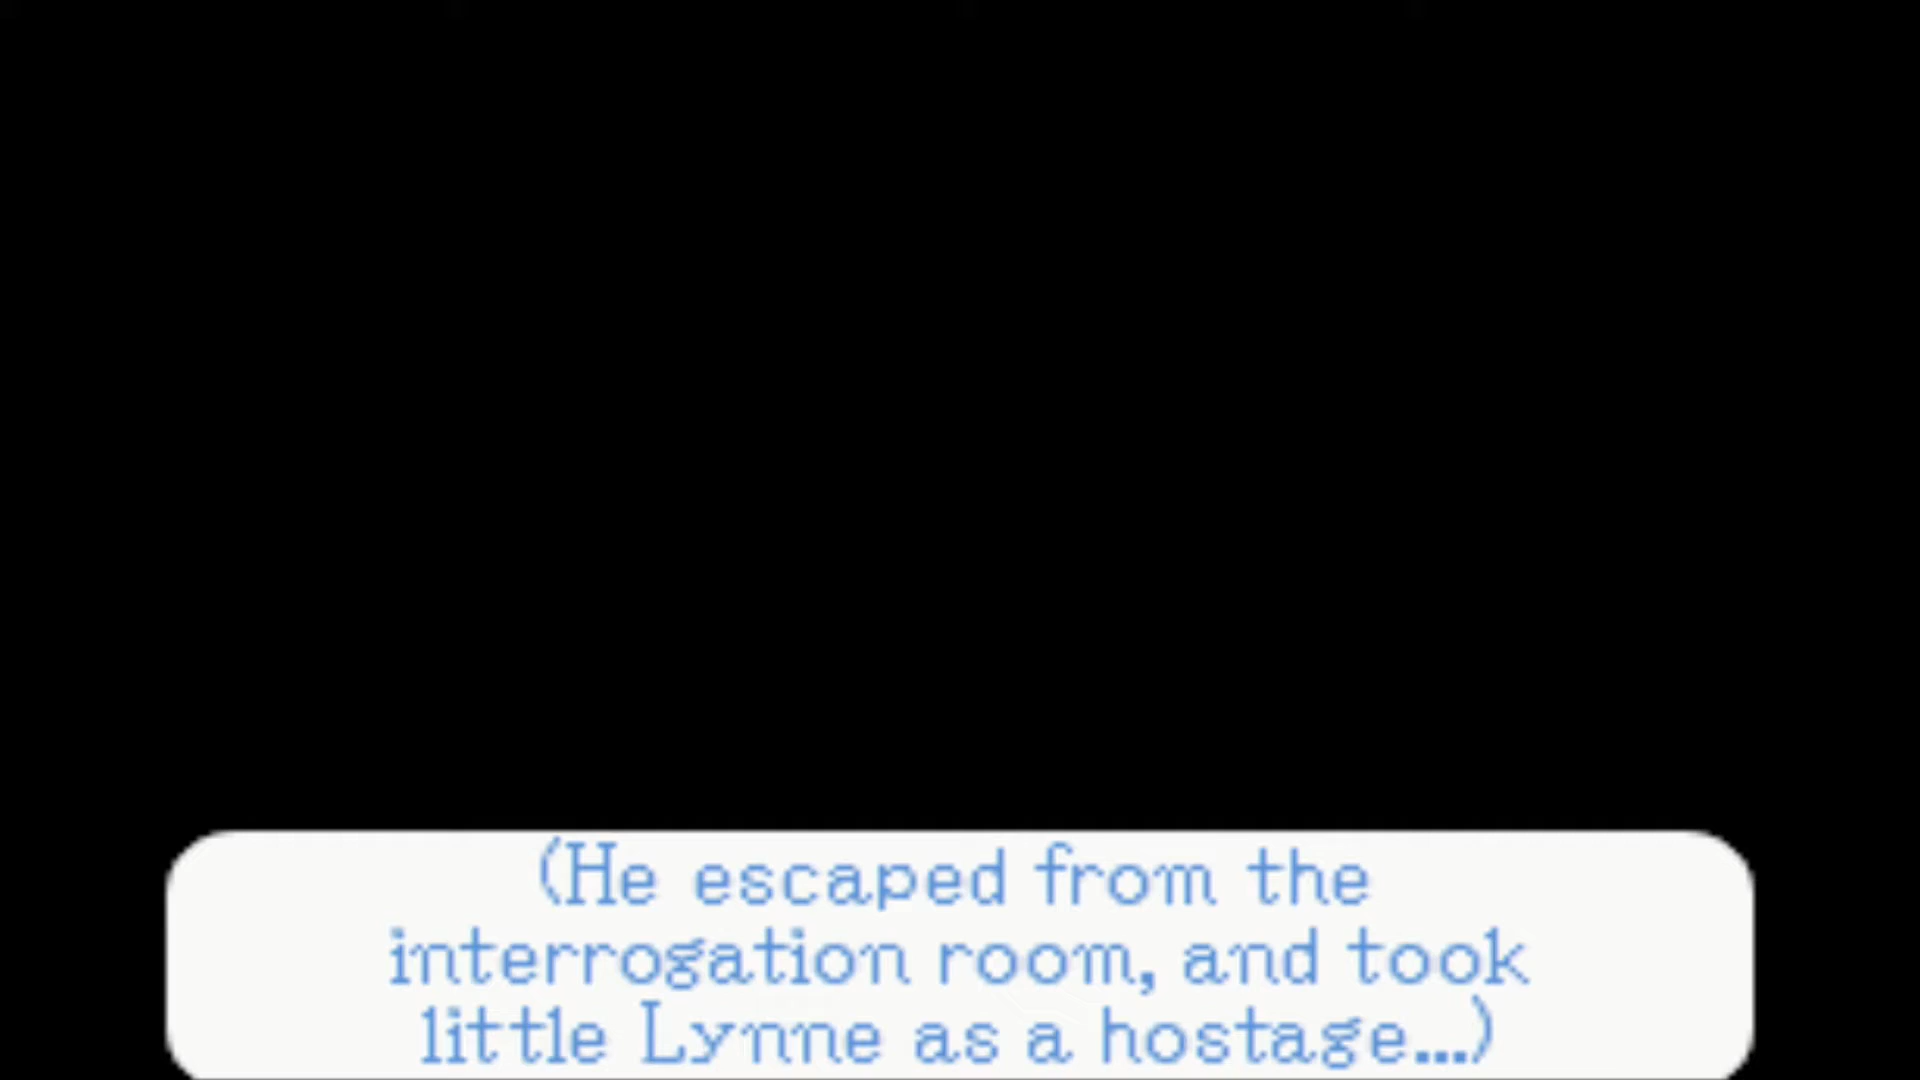 (He escaped from the
interrogation room, and took
little Lynne as a hostage...)